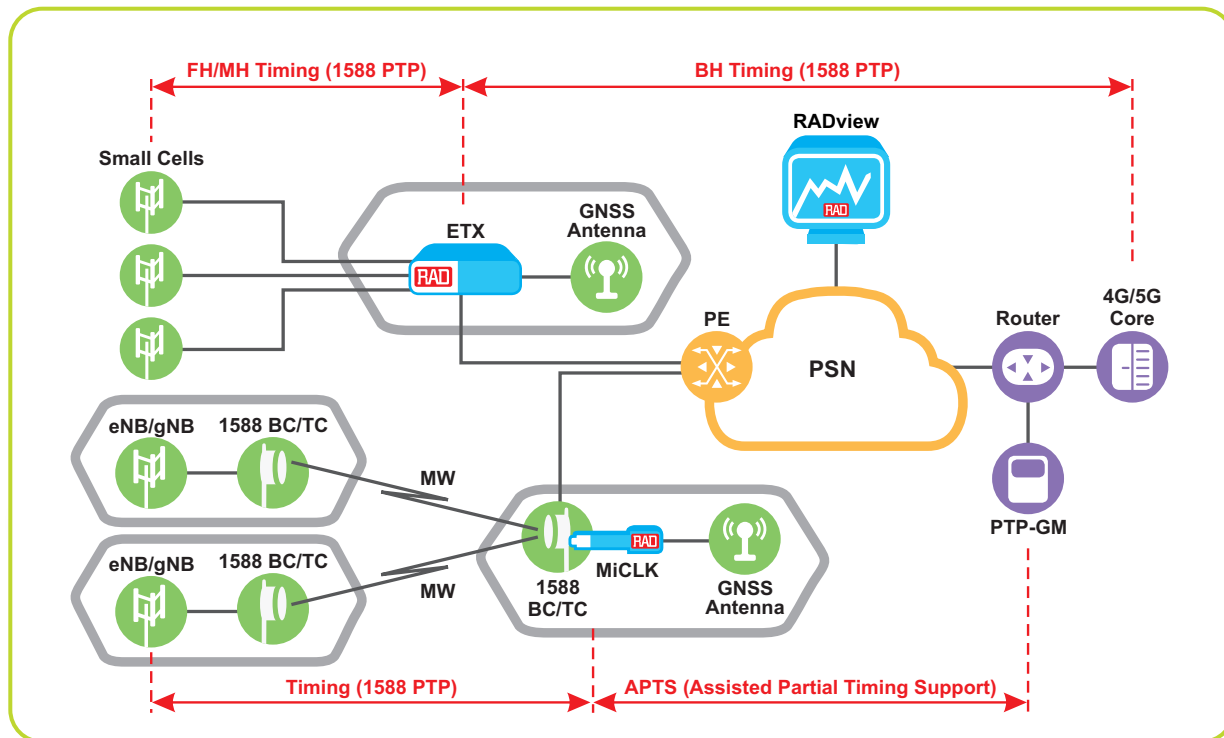 FH/MH Timing (1588 PTP)
BH Timing (1588 PTP)
RADview
RAD
Small Cells
ETX
RAD
GNSS
Antenna
PE
PSN
Router
4G/5G
Core
PTP-GM
eNB/gNB
1588 BC/TC
MW
eNB/gNB
1588 BC/TC
MW
1588
BC/TC
RAD
MiCLK
GNSS
Antenna
Timing (1588 PTP)
APTS (Assisted Partial Timing Support)